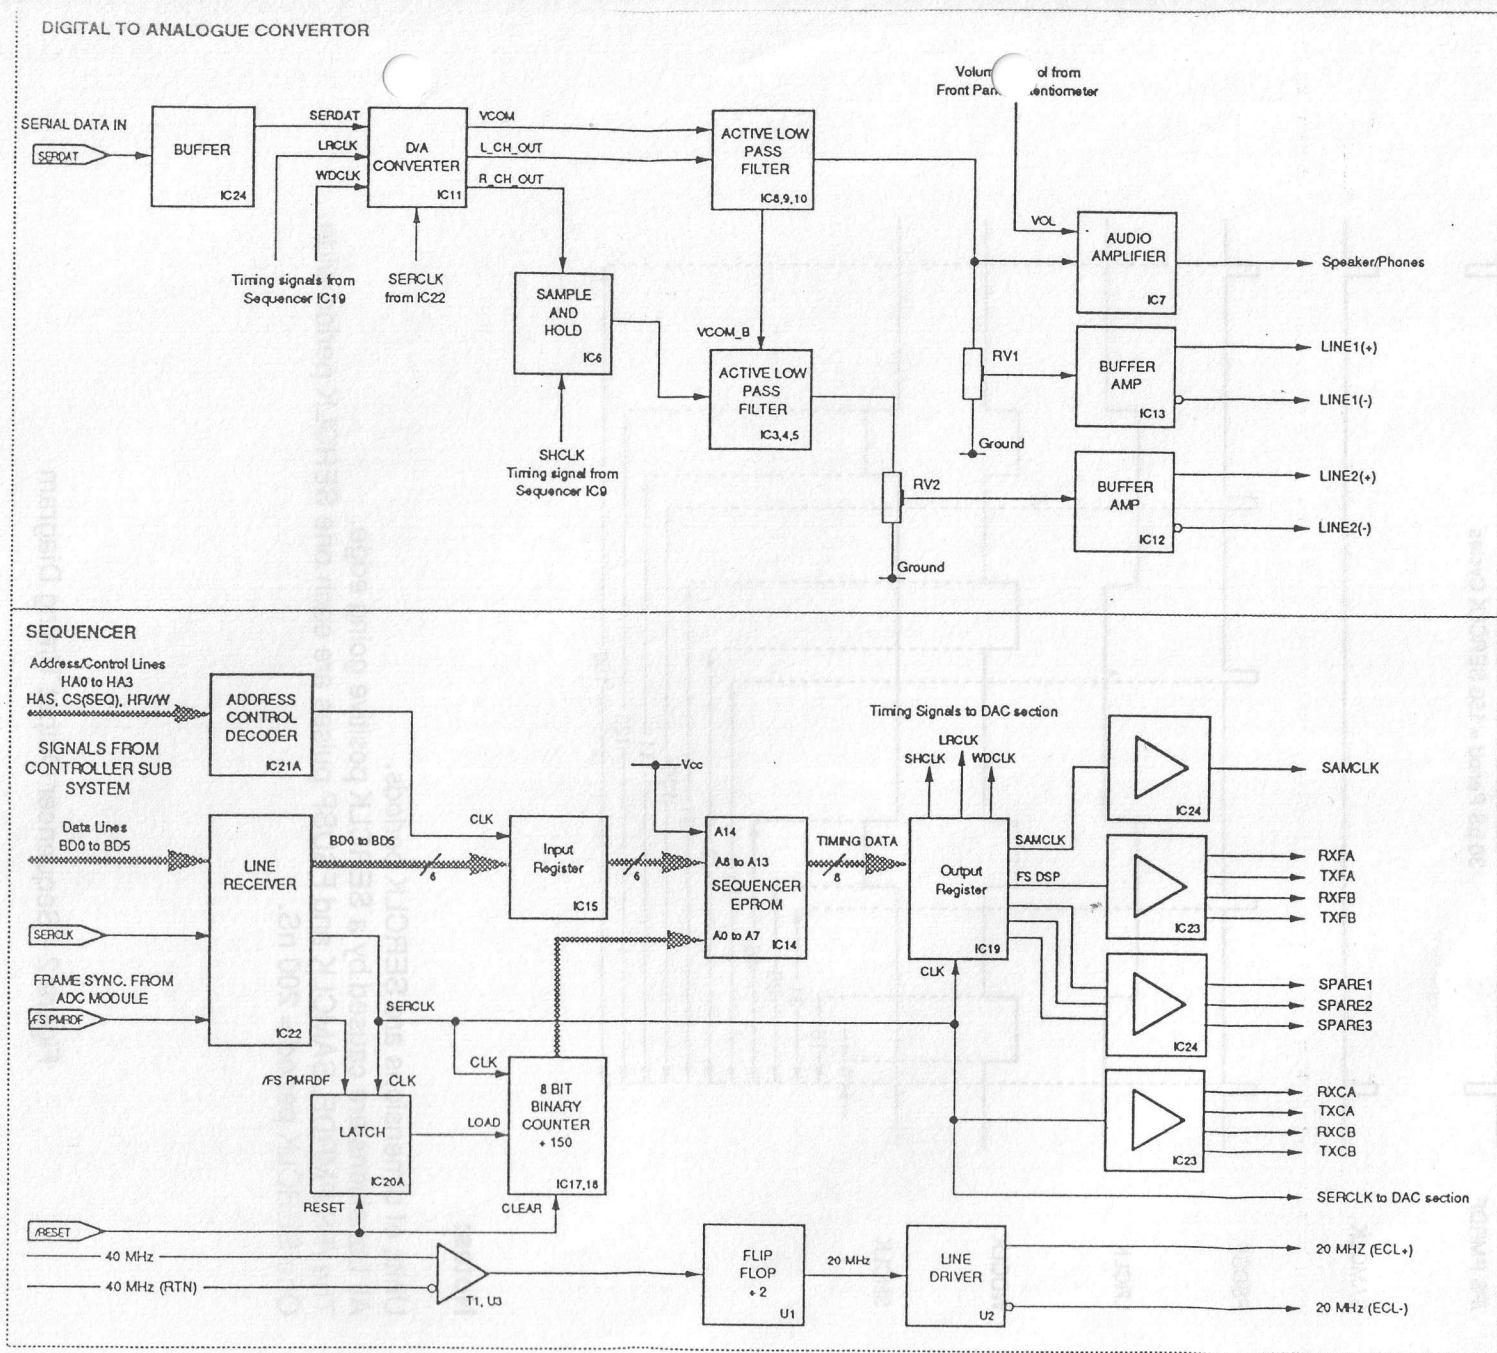 DIGITAL TO ANALOGUE CONVERTOR
Volum ol from
Front Pan entiometer
SERIAL DATA IN
SERDAT
BUFFER
IC24
SERDAT
LRCLK
WDCLK
D/A
CONVERTER
IC11
VCOM
L_CH_OUT
R_CH_OUT
ACTIVE LOW
PASS
FILTER
IC8,9,10
Timing signals from
Sequencer IC19
SERCLK
from IC22
SAMPLE
AND
HOLD
IC6
SHCLK
Timing signal from
Sequencer IC9
VCOM_B
ACTIVE LOW
PASS
FILTER
IC3,4,5
VOL
AUDIO
AMPLIFIER
IC7
Speaker/Phones
RV1
Ground
BUFFER
AMP
IC13
LINE1(+)
LINE1(-)
RV2
Ground
BUFFER
AMP
IC12
LINE2(+)
LINE2(-)
SEQUENCER
Address/Control Lines
HA0 to HA3
HAS, CS(SEQ), HR//W
ADDRESS
CONTROL
DECODER
IC21A
SIGNALS FROM
CONTROLLER SUB
SYSTEM
Data Lines
BD0 to BD5
LINE
RECEIVER
IC22
SERCLK
FRAME SYNC. FROM
ADC MODULE
/FS PMRDF
BD0 to BD5
6
CLK
Input
Register
IC15
6
Vcc
A14
A8 to A13
SEQUENCER
EPROM
A0 to A7
IC14
TIMING DATA
8
Timing Signals to DAC section
SHCLK
LRCLK
WDCLK
Output
Register
IC19
CLK
SAMCLK
FS DSP
IC24
SAMCLK
IC23
RXFA
TXFA
RXFB
TXFB
IC24
SPARE1
SPARE2
SPARE3
IC23
RXCA
TXCA
RXCB
TXCB
SERCLK to DAC section
SERCLK
/FS PMRDF
CLK
LATCH
IC20A
LOAD
CLK
8 BIT
BINARY
COUNTER
÷ 150
IC17,18
RESET
CLEAR
/RESET
40 MHz
40 MHz (RTN)
T1, U3
FLIP
FLOP
÷ 2
U1
20 MHz
LINE
DRIVER
U2
20 MHZ (ECL+)
20 MHz (ECL-)